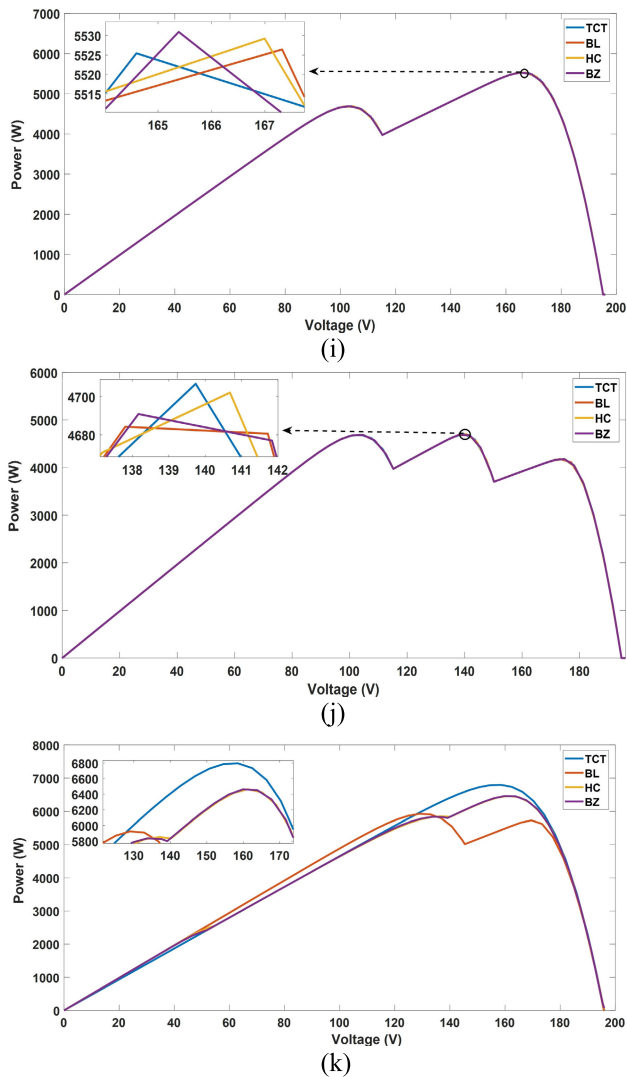 7000
6000
5000
4000
3000
2000
1000
0
Power (W)
5530
5525
5520
5515
165 166 167
TCT
BL
HC
BZ
0 20 40 60 80 100 120 140 160 180 200
Voltage (V)
(i)
6000
5000
4000
3000
2000
1000
0
Power (W)
4700
4680
138 139 140 141 142
TCT
BL
HC
BZ
0 20 40 60 80 100 120 140 160 180
Voltage (V)
(j)
8000
7000
6000
5000
4000
3000
2000
1000
0
Power (W)
6800
6600
6400
6200
6000
5800
130 140 150 160 170
TCT
BL
HC
BZ
0 20 40 60 80 100 120 140 160 180 200
Voltage (V)
(k)